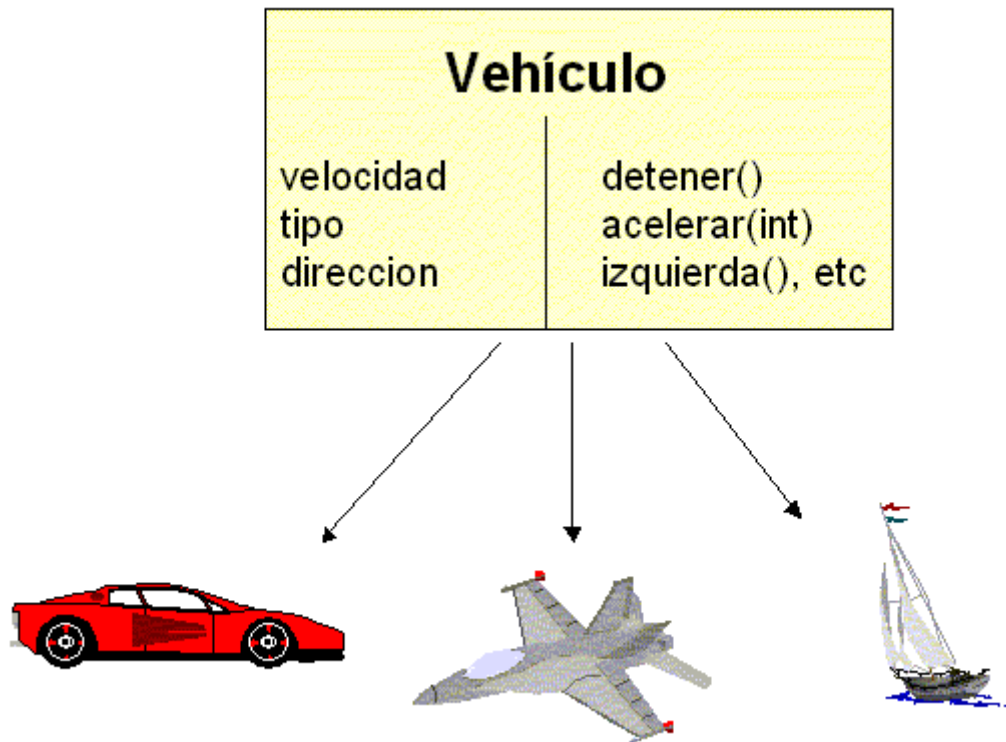 Vehículo
velocidad
tipo
direccion
detener()
acelerar(int)
izquierda(), etc